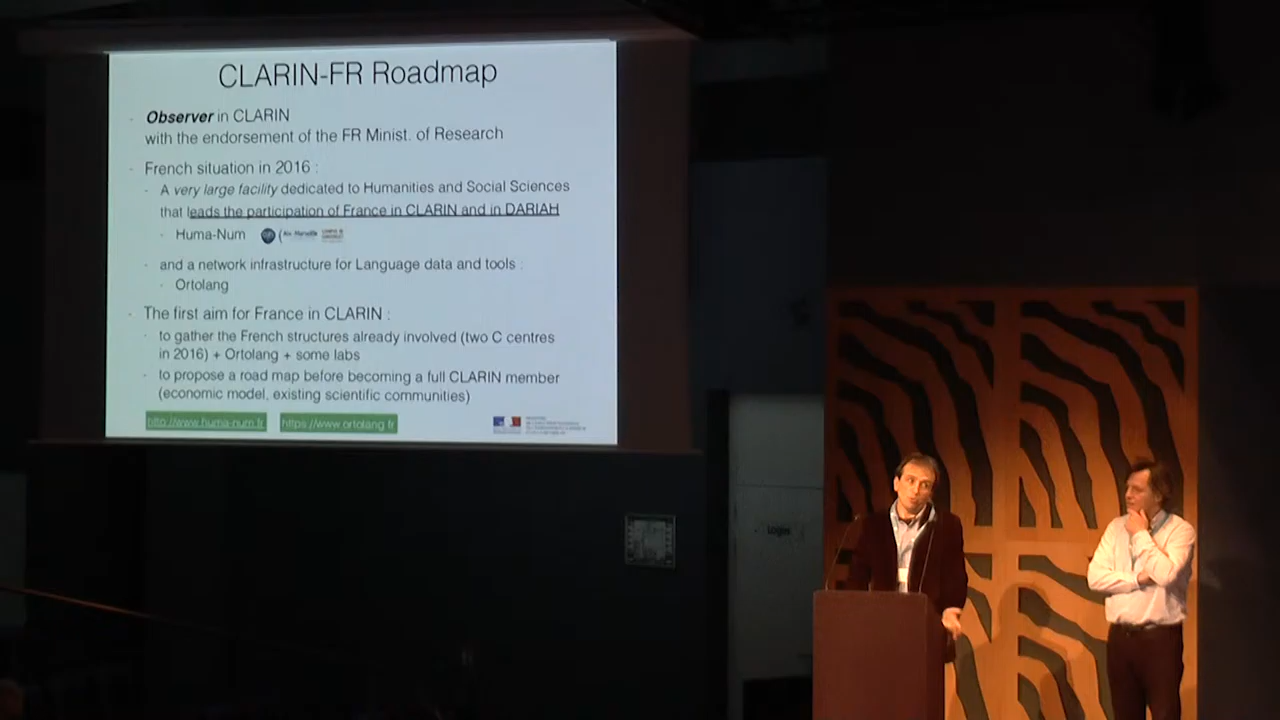 CLARIN-FR Roadmap
- Observer in CLARIN
with the endorsement of the FR Minist. of Research
- French situation in 2016 :
- A very large facility dedicated to Humanities and Social Sciences
that leads the participation of France in CLARIN and in DARIAH
- Huma-Num
- and a network infrastructure for Language data and tools :
- Ortolang
- The first aim for France in CLARIN :
- to gather the French structures already involved (two C centres
in 2016) + Ortolang + some labs
- to propose a road map before becoming a full CLARIN member
(economic model, existing scientific communities)
http://www.huma-num.fr https://www.ortolang.fr